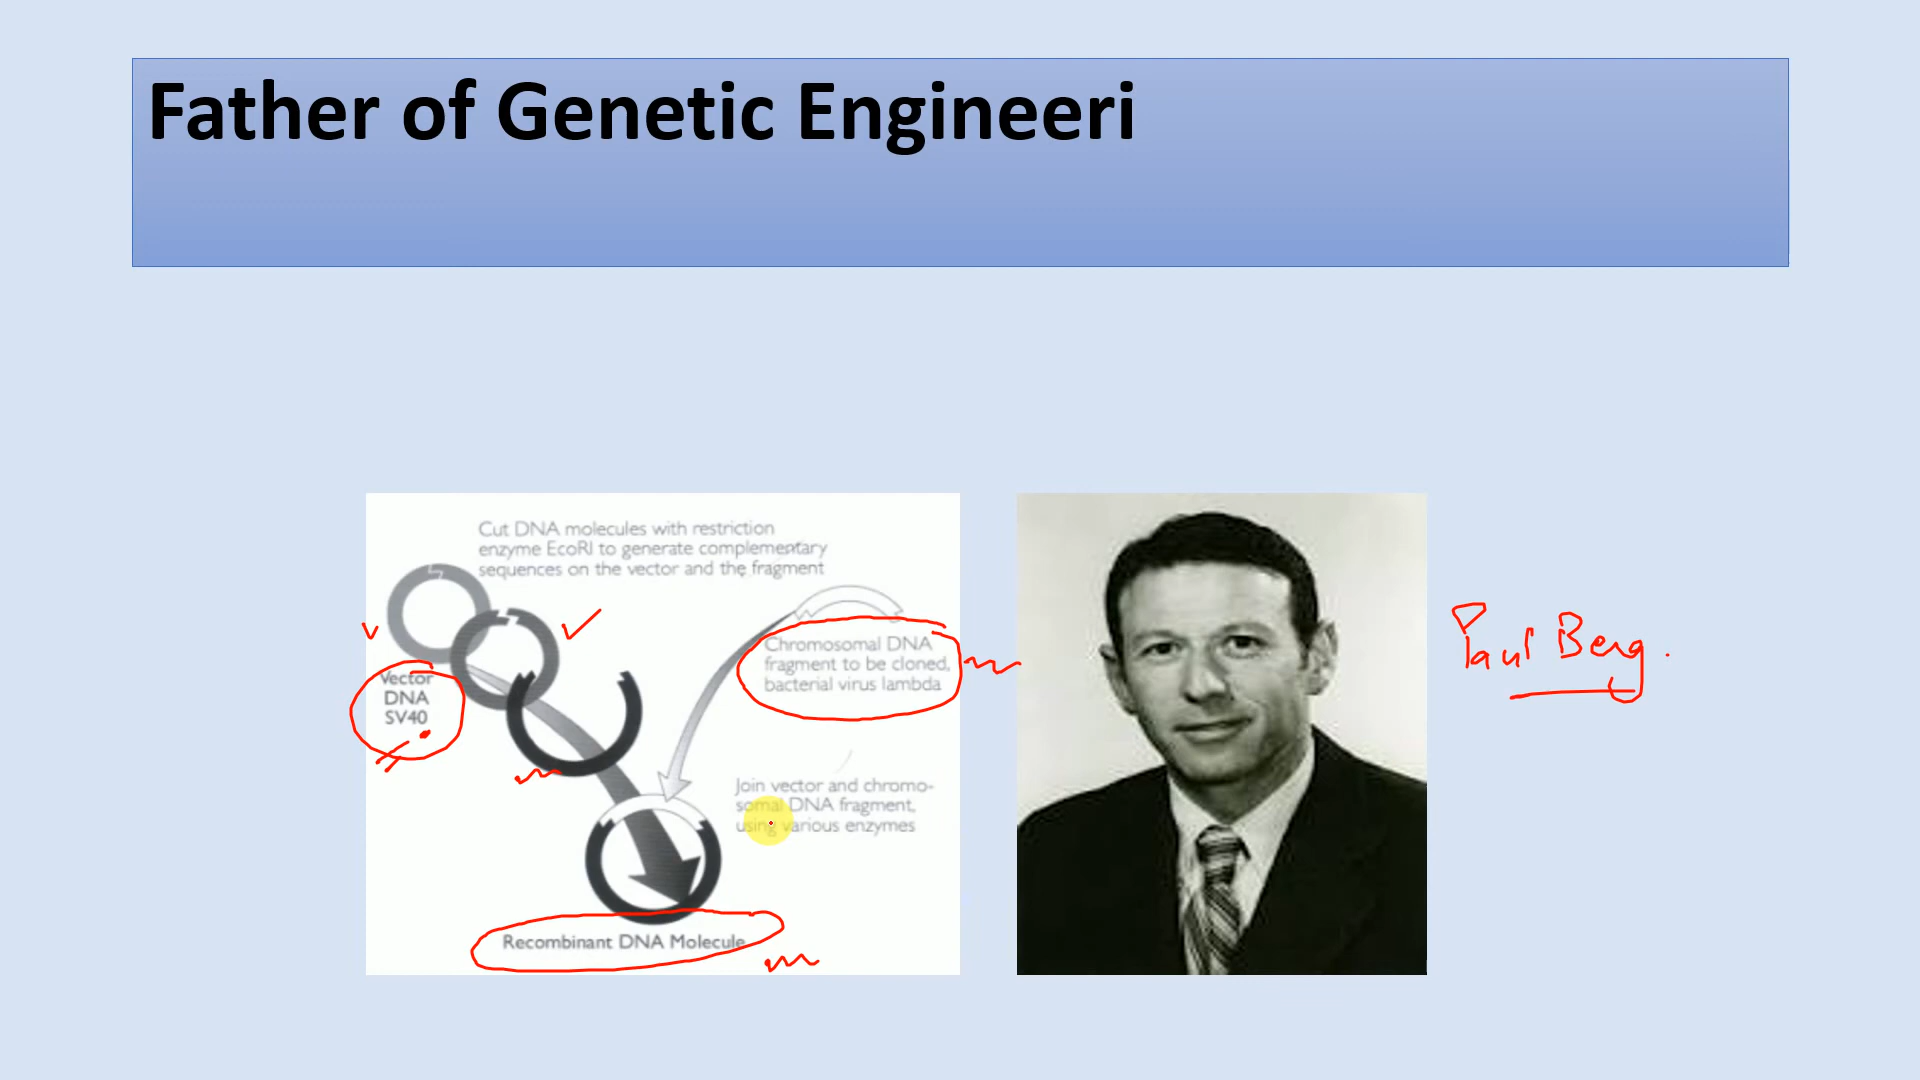 Father of Genetic Engineeri
Cut DNA molecules with restriction
enzyme EcoRI to generate complementary
sequences on the vector and the fragment
Vector
DNA
SV40
Chromosomal DNA
fragment to be cloned,
bacterial virus lambda
Join vector and chromo-
somal DNA fragment,
using various enzymes
Recombinant DNA Molecule
Paul Berg.